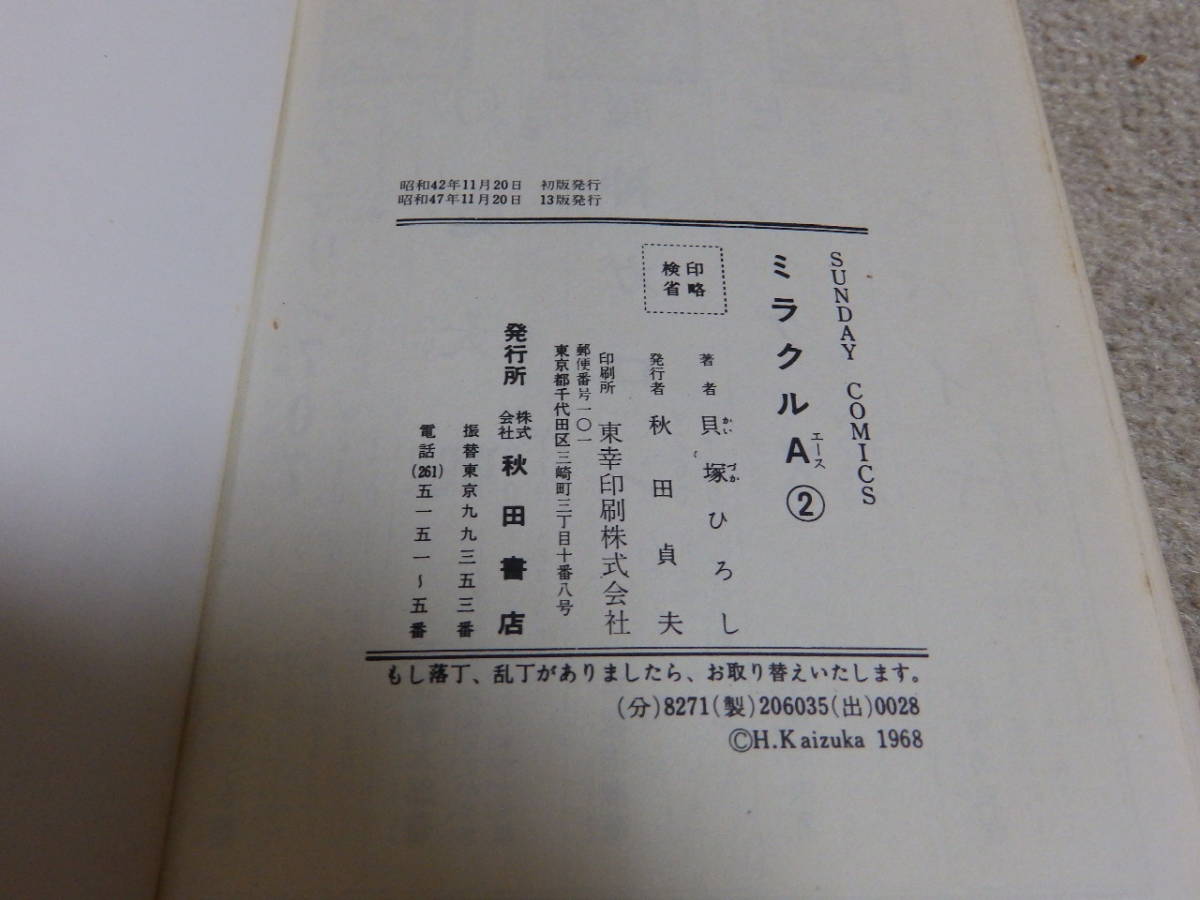 昭和42年11月20日 初版発行
昭和47年11月20日 13版発行
SUNDAY COMICS
ミラクルA ②
エース
著者 貝塚ひろし
かい づか
発行者 秋田貞夫
印刷所 東幸印刷株式会社
郵便番号一〇一
東京都千代田区三崎町三丁目十番八号
発行所 株式会社 秋田書店
振替東京九九三五三番
電話(261)五一五一〜五番
検印
省略
もし落丁、乱丁がありましたら、お取り替えいたします。
(分)8271(製)206035(出)0028
©H.Kaizuka 1968